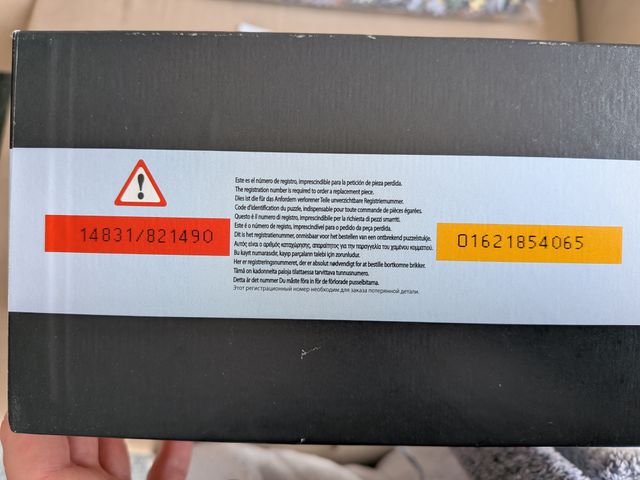 14831/821490
Este es el número de registro, imprescindible para la petición de pieza perdida.
The registration number is required to order a replacement piece.
Dies ist die für das Anfordern verlorener Teile unverzichtbare Registriernummer.
Code d'identification du puzzle, indispensable pour toute commande de pièces égarées.
Questo è il numero di registro, imprescindibile per la richiesta di pezzi smarriti.
Este é o número de registro, imprescindível para o pedido da peça perdida.
Dit is het registratienummer, onmisbaar voor het bestellen van een ontbrekend puzzelstukje.
Αυτός είναι ο αριθμός καταχώρησης, απαραίτητος για την παραγγελία του χαμένου κομματιού.
Bu kayıt numarasıdır, kayıp parçaların talebi için zorunludur.
Her er registreringsnummeret, der er absolut nødvendigt for at bestille bortkomne brikker.
Tämä on kadonneita paloja tilattaessa tarvittava tunnusnumero.
Detta är det nummer Du måste föra in för de förlorade pusselbitarna.
Этот регистрационный номер необходим для заказа потерянной детали.
01621854065